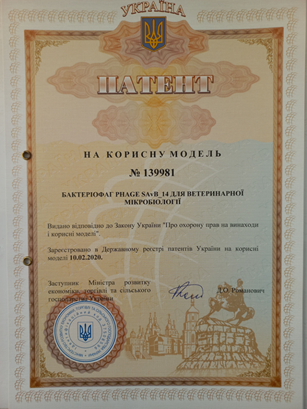 УКРАЇНА
ПАТЕНТ
НА КОРИСНУ МОДЕЛЬ
№ 139981
БАКТЕРІОФАГ PHAGE SAvB_14 ДЛЯ ВЕТЕРИНАРНОЇ
МІКРОБІОЛОГІЇ
Видано відповідно до Закону України "Про охорону прав на винаходи
і корисні моделі".
Зареєстровано в Державному реєстрі патентів України на корисні
моделі 10.02.2020.
Заступник Міністра розвитку
економіки, торгівлі та сільського
господарства України
Д.О. Романович